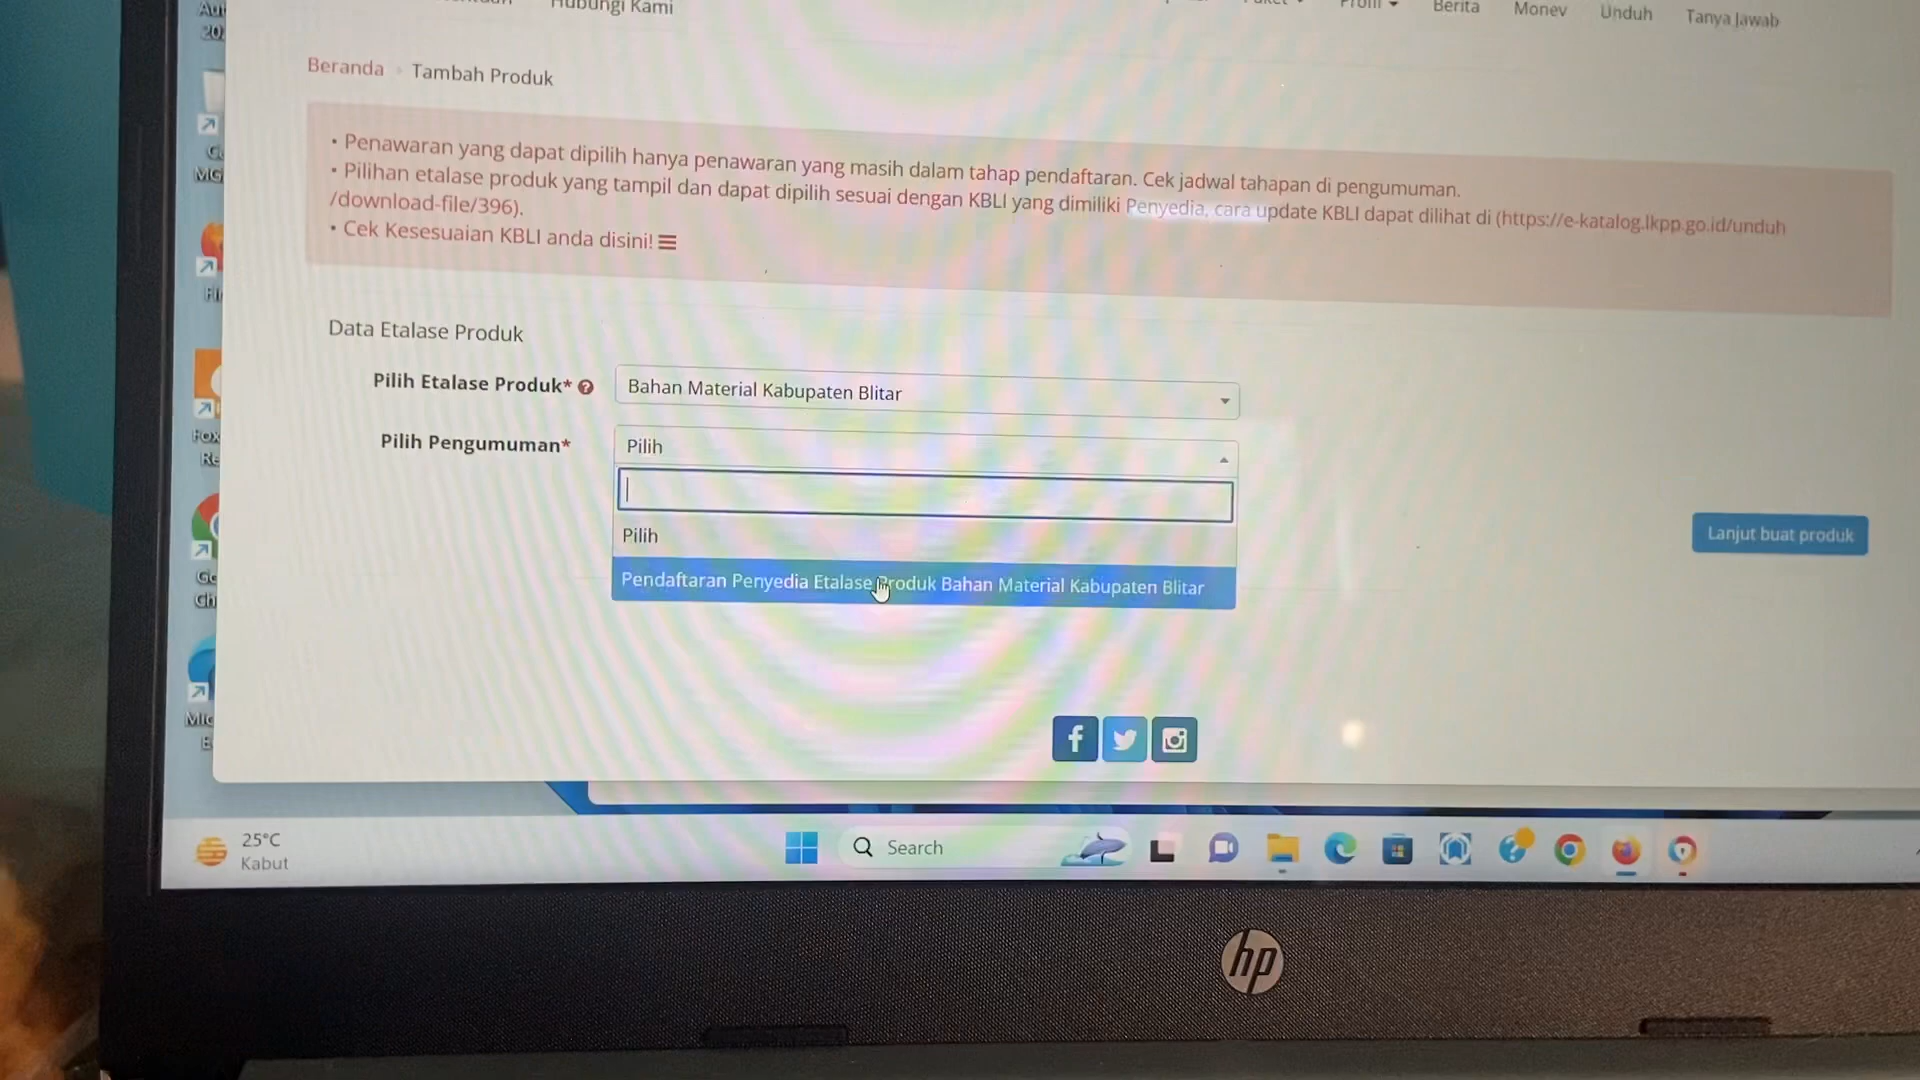 Hubungi Kami
Berita
Monev
Unduh
Tanya Jawab
Beranda
Tambah Produk
• Penawaran yang dapat dipilih hanya penawaran yang masih dalam tahap pendaftaran. Cek jadwal tahapan di pengumuman.
• Pilihan etalase produk yang tampil dan dapat dipilih sesuai dengan KBLI yang dimiliki Penyedia, cara update KBLI dapat dilihat di (https://e-katalog.lkpp.go.id/unduh
/download-file/396).
• Cek Kesesuaian KBLI anda disini!
Data Etalase Produk
Pilih Etalase Produk*
Bahan Material Kabupaten Blitar
Pilih Pengumuman*
Pilih
Pilih
Pendaftaran Penyedia Etalase Produk Bahan Material Kabupaten Blitar
Lanjut buat produk
25°C
Kabut
Search
hp